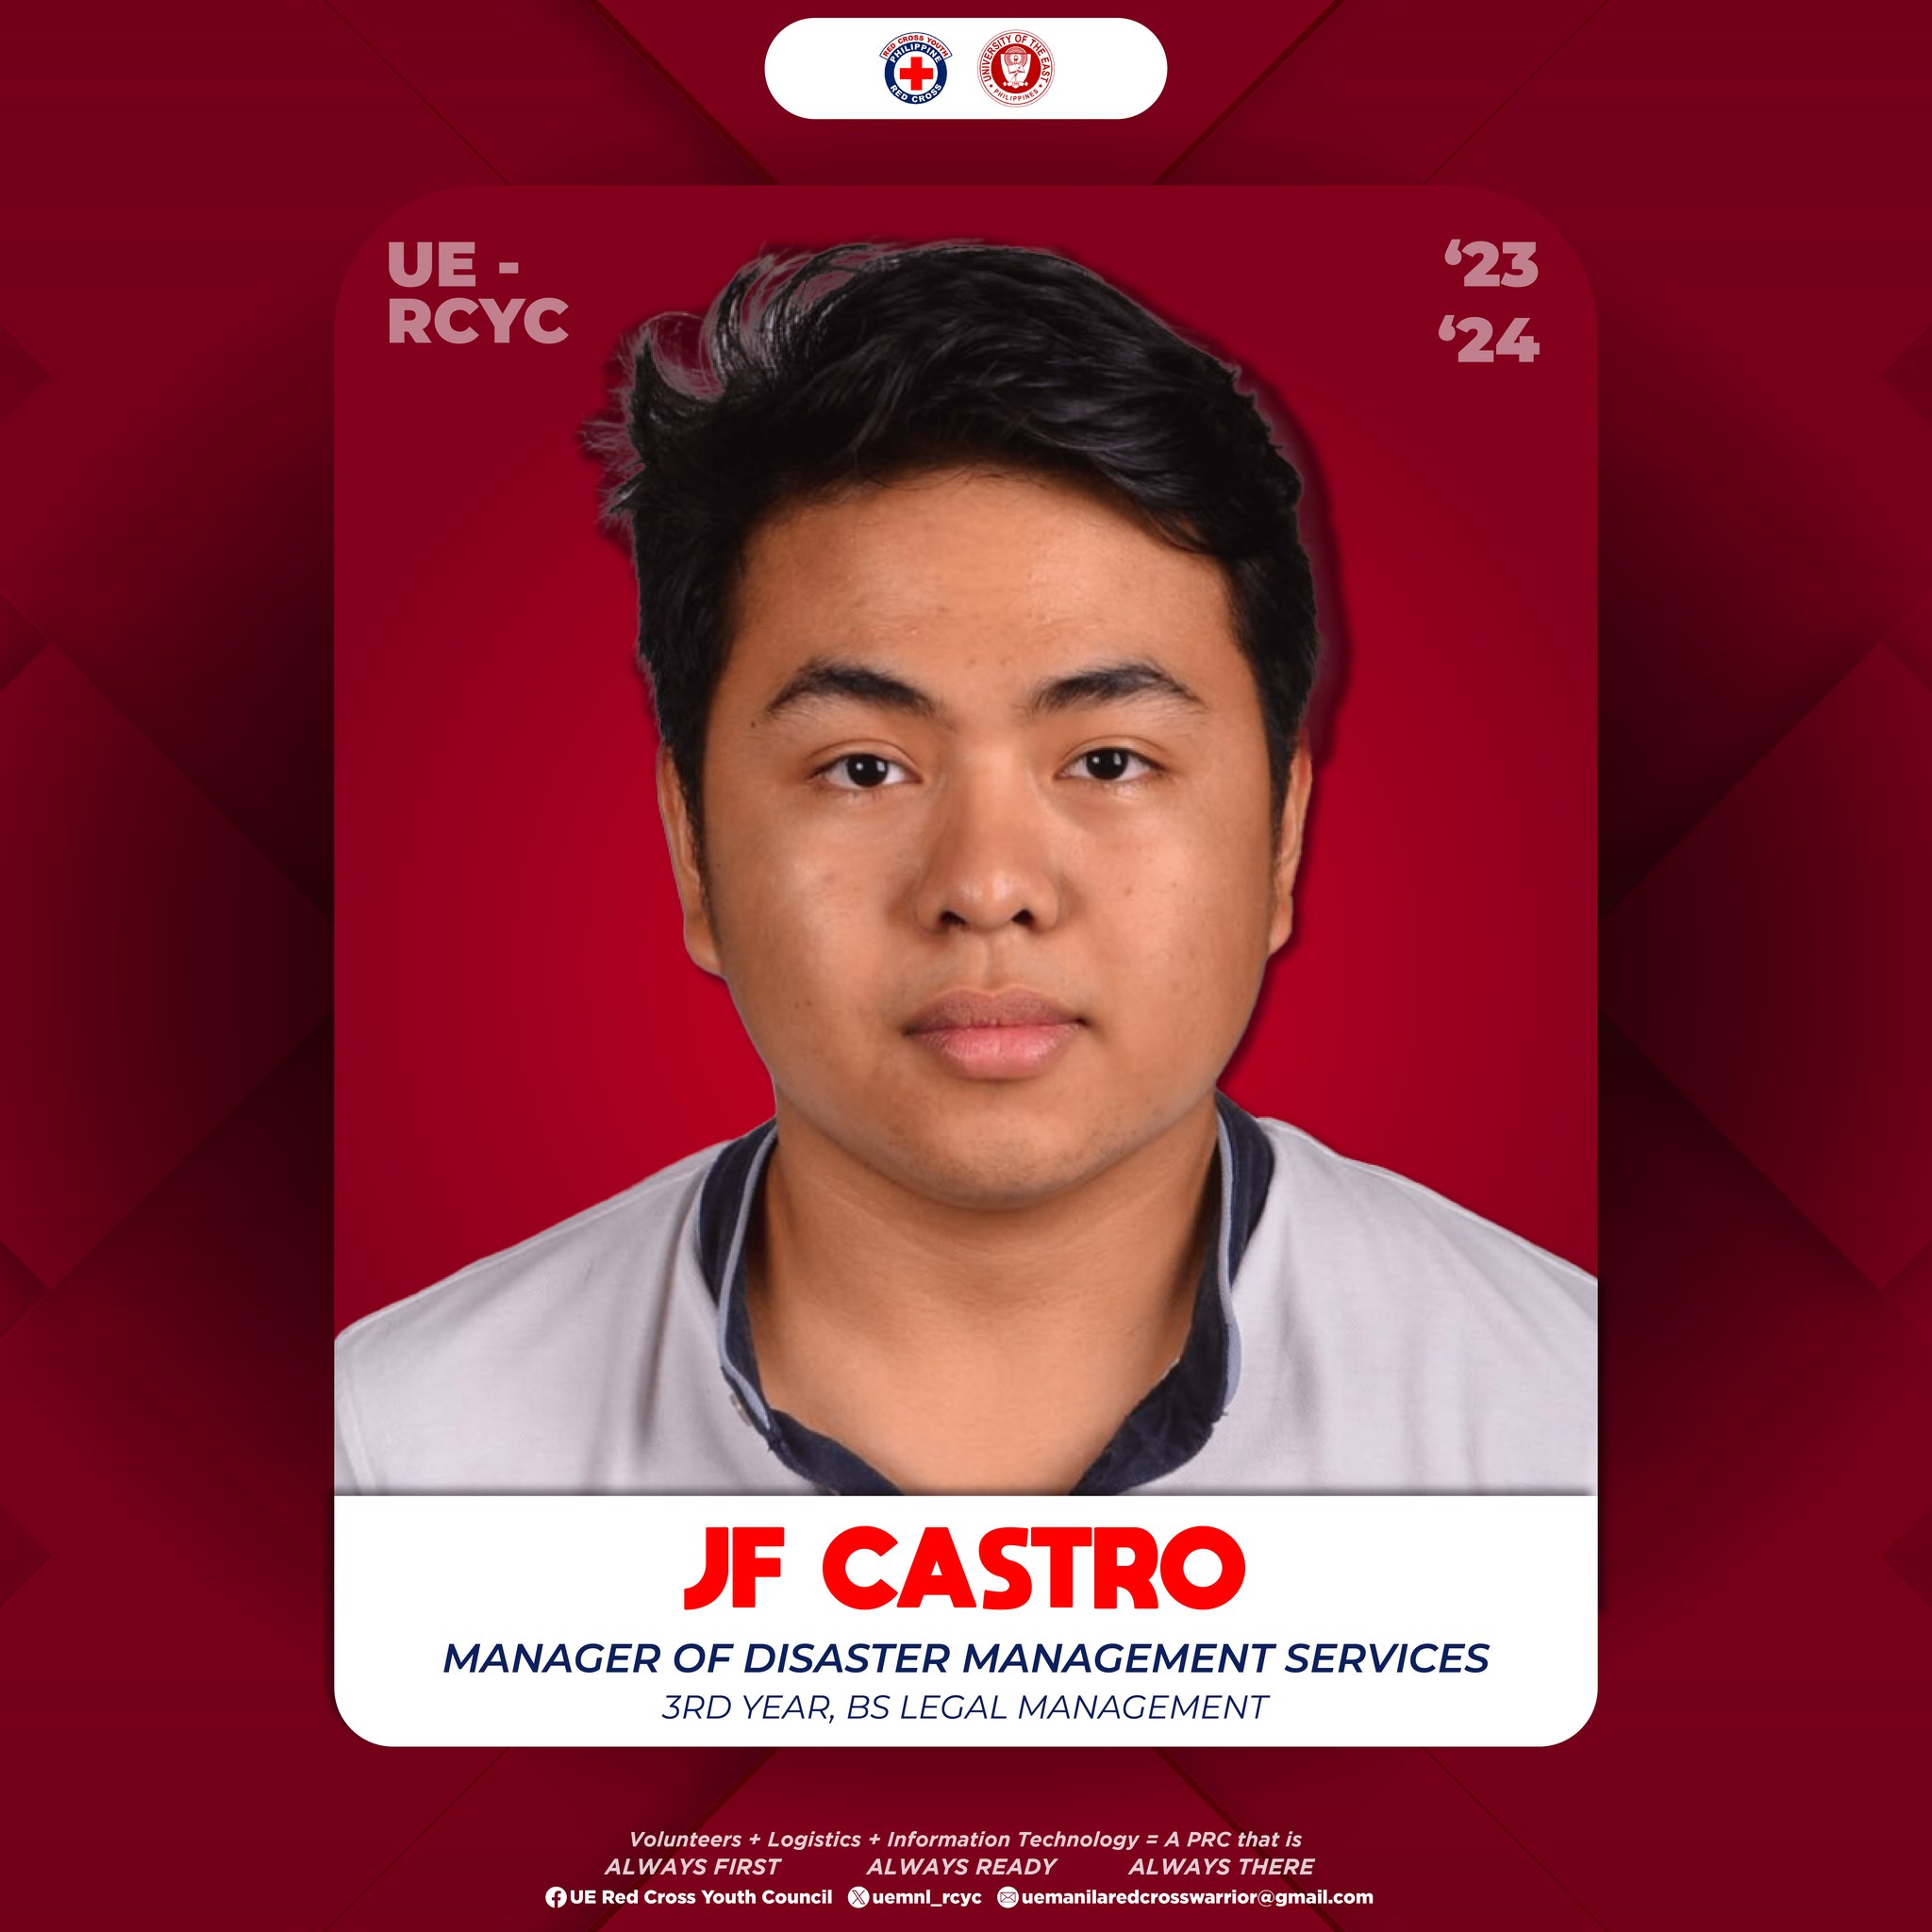 RED CROSS YOUTH
PHILIPPINE
RED CROSS
UNIVERSITY OF THE EAST
PHILIPPINES
UE -
RCYC
‘23
‘24
JF CASTRO
MANAGER OF DISASTER MANAGEMENT SERVICES
3RD YEAR, BS LEGAL MANAGEMENT
Volunteers + Logistics + Information Technology = A PRC that is
ALWAYS FIRST ALWAYS READY ALWAYS THERE
UE Red Cross Youth Council uemnl_rcyc uemanilaredcrosswarrior@gmail.com